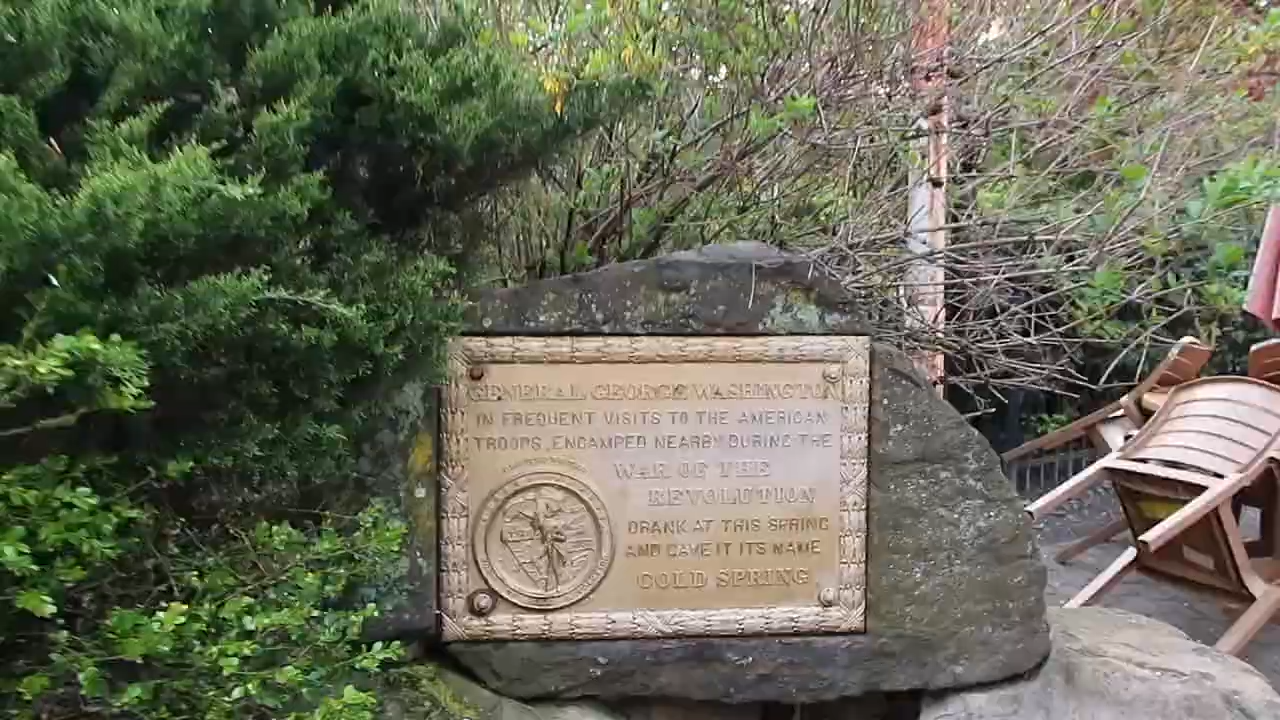 GENERAL GEORGE WASHINGTON
IN FREQUENT VISITS TO THE AMERICAN
TROOPS, ENCAMPED NEARBY DURING THE
WAR OF THE
REVOLUTION
DRANK AT THIS SPRING
AND GAVE IT ITS NAME
COLD SPRING